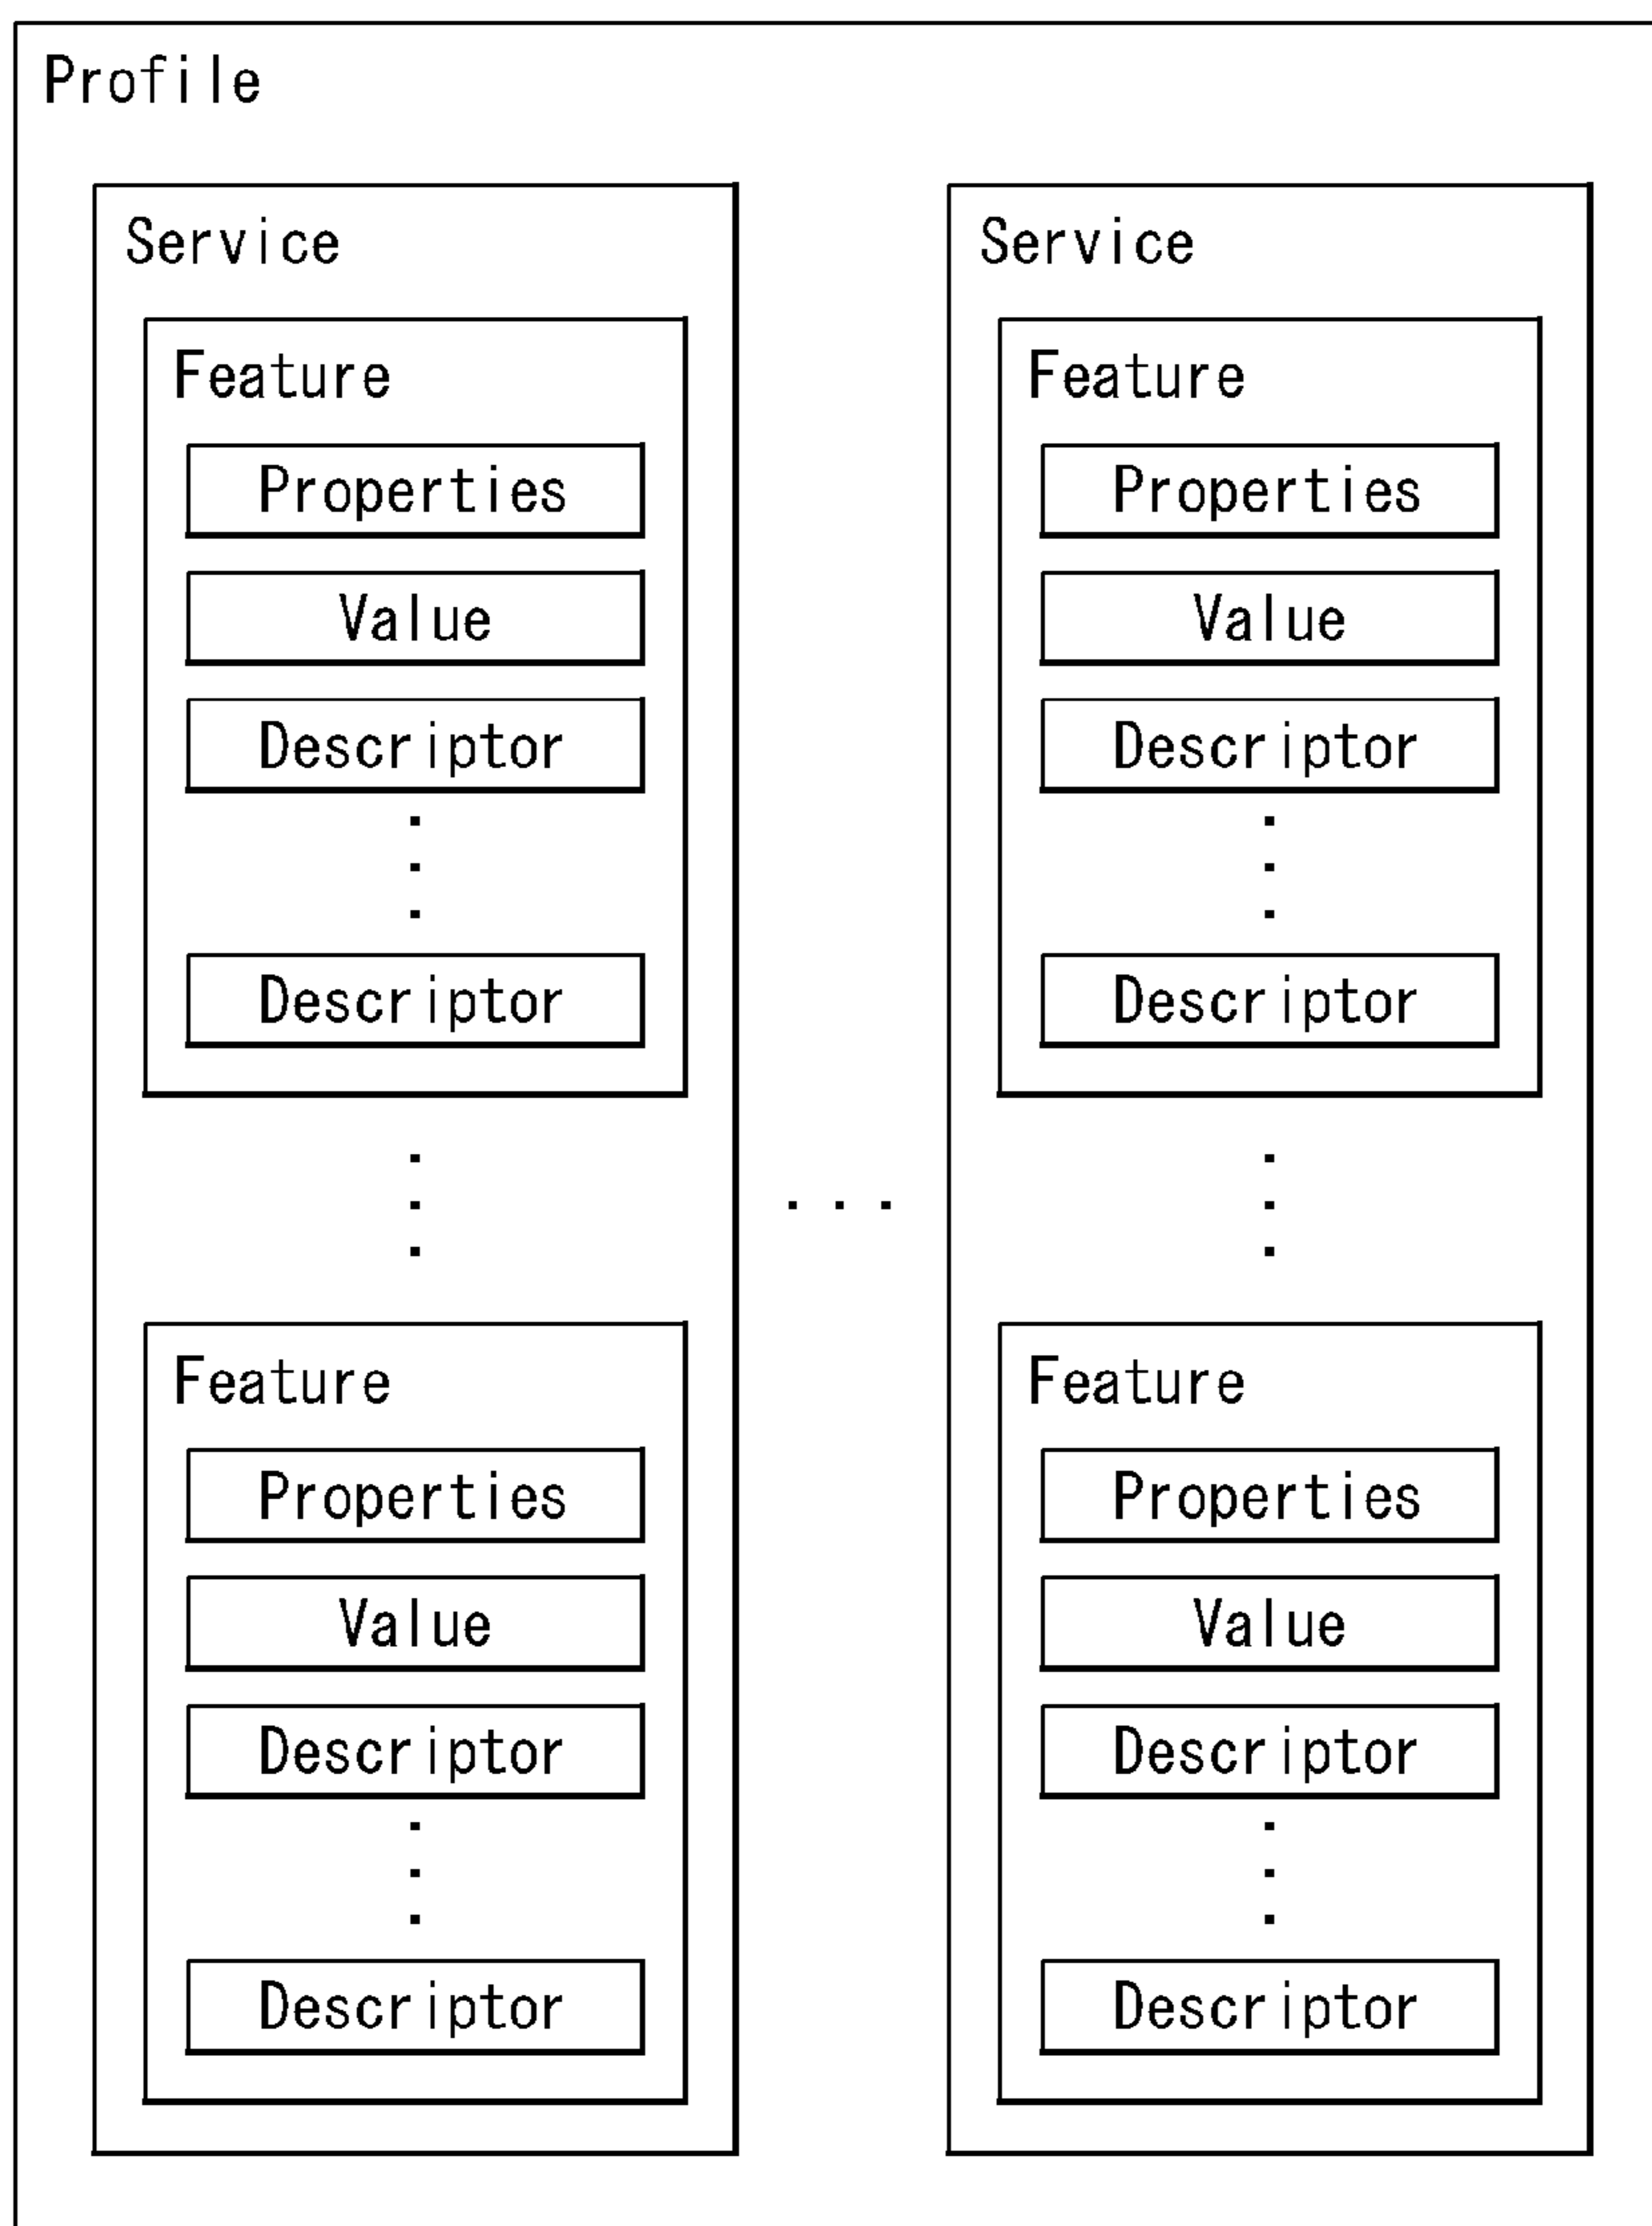 Profile
Service
Feature
Properties
Value
Descriptor
Descriptor
Feature
Properties
Value
Descriptor
Descriptor
Service
Feature
Properties
Value
Descriptor
Descriptor
Feature
Properties
Value
Descriptor
Descriptor